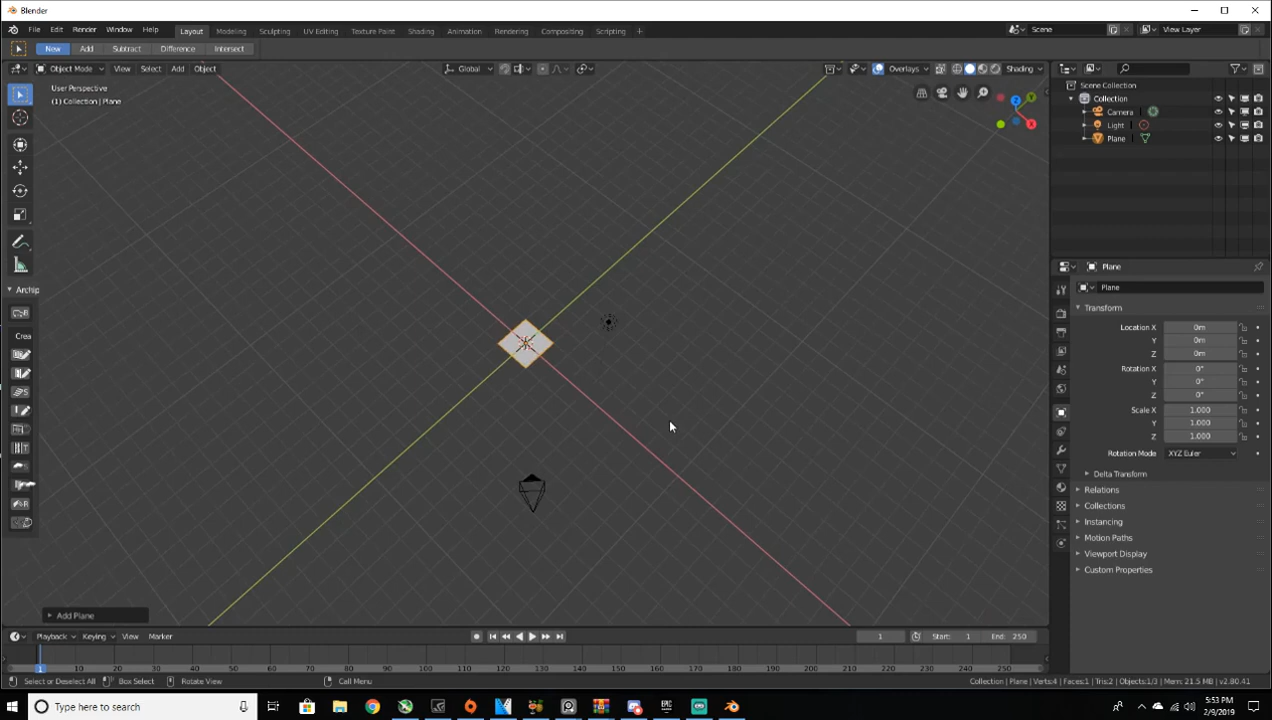 Blender
File Edit Render Window Help Layout Modeling Sculpting UV Editing Texture Paint Shading Animation Rendering Compositing Scripting + Scene View Layer
New Add Subtract Difference Intersect
Object Mode View Select Add Object Global Overlays Shading
User Perspective
(1) Collection | Plane
Z Y X
Scene Collection
Collection
Camera
Light
Plane
Plane
Plane
Transform
Location X 0m
Y 0m
Z 0m
Rotation X 0°
Y 0°
Z 0°
Scale X 1.000
Y 1.000
Z 1.000
Rotation Mode XYZ Euler
Delta Transform
Relations
Collections
Instancing
Motion Paths
Viewport Display
Custom Properties
Archip
Crea
Add Plane
Playback Keying View Marker 1 Start: 1 End: 250
1 10 20 30 40 50 60 70 80 90 100 110 120 130 140 150 160 170 180 190 200 210 220 230 240 250
Select or Deselect All Box Select Rotate View Call Menu Collection | Plane | Verts:4 | Faces:1 | Tris:2 | Objects:1/3 | Mem: 21.5 MB | v2.80.41
Type here to search
5:53 PM
2/9/2019